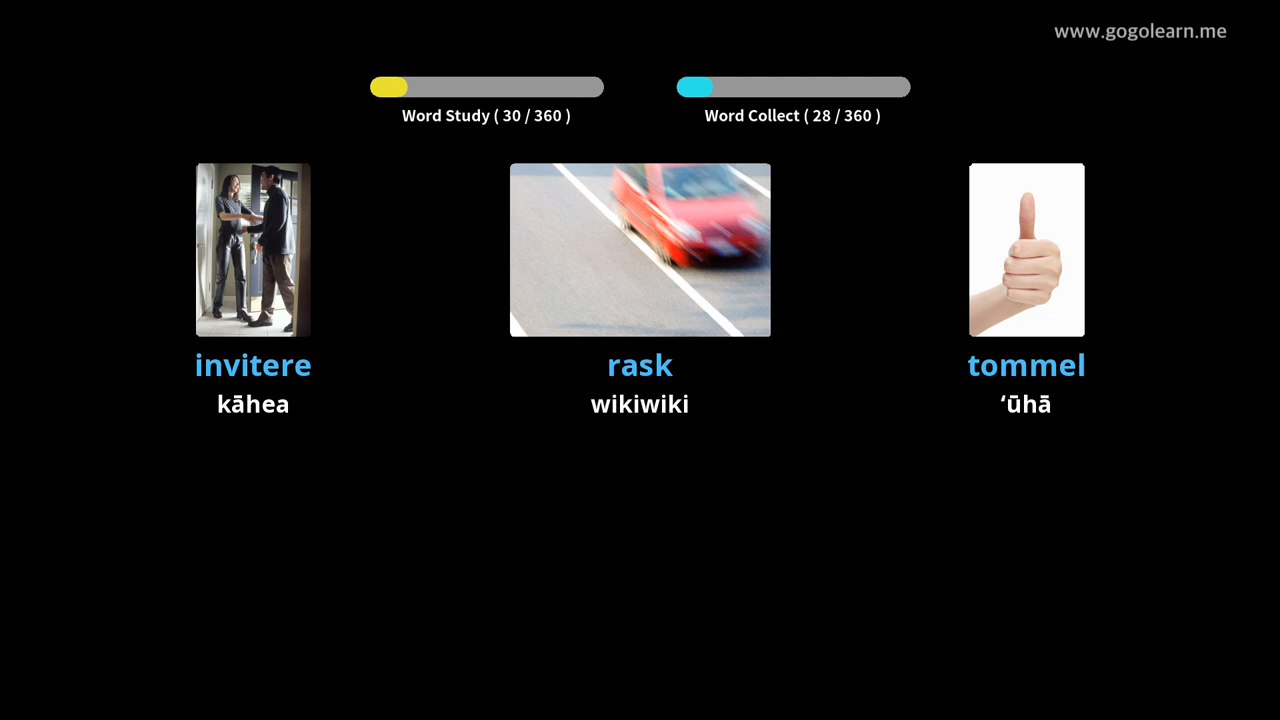 www.gogolearn.me
Word Study ( 30 / 360 )
Word Collect ( 28 / 360 )
invitere
rask
tommel
kāhea
wikiwiki
ʻūhā